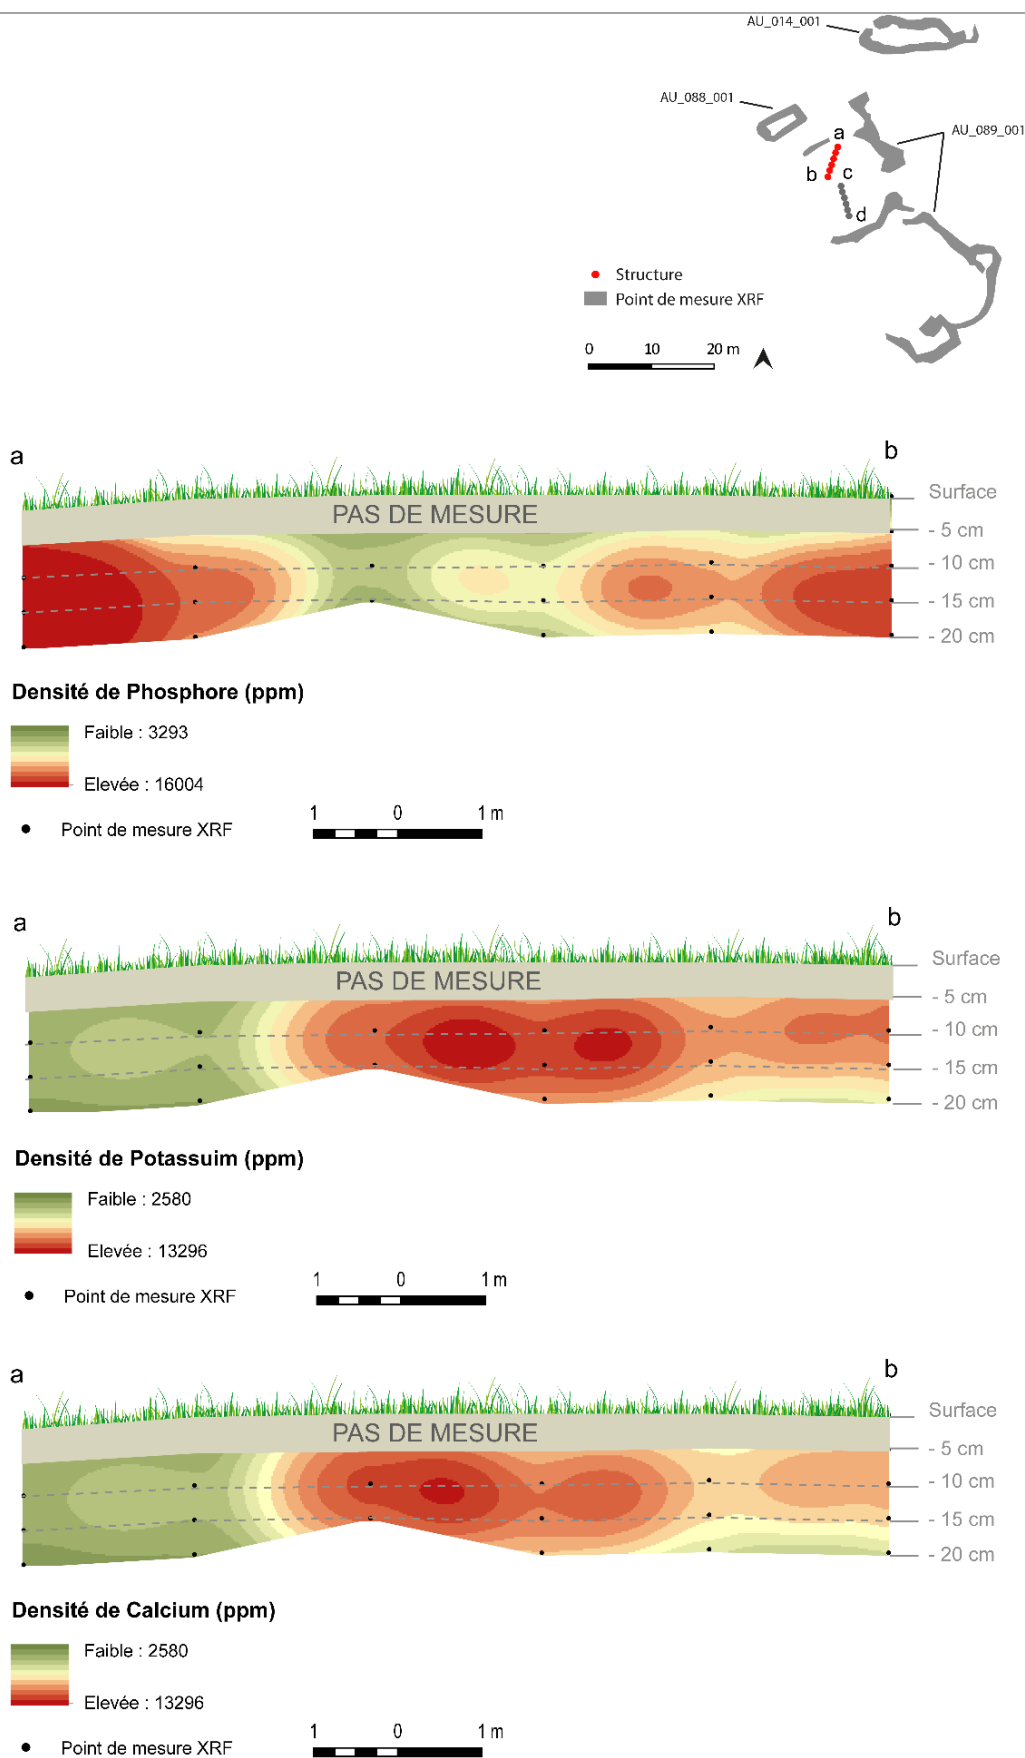 AU_014_001
AU_088_001
AU_089_001
a
b
c
d
Structure
Point de mesure XRF
0 10 20 m
a
b
Surface
PAS DE MESURE
- 5 cm
- 10 cm
- 15 cm
- 20 cm
Densité de Phosphore (ppm)
Faible : 3293
Elevée : 16004
Point de mesure XRF
1 0 1 m
a
b
Surface
PAS DE MESURE
- 5 cm
- 10 cm
- 15 cm
- 20 cm
Densité de Potassuim (ppm)
Faible : 2580
Elevée : 13296
Point de mesure XRF
1 0 1 m
a
b
Surface
PAS DE MESURE
- 5 cm
- 10 cm
- 15 cm
- 20 cm
Densité de Calcium (ppm)
Faible : 2580
Elevée : 13296
Point de mesure XRF
1 0 1 m